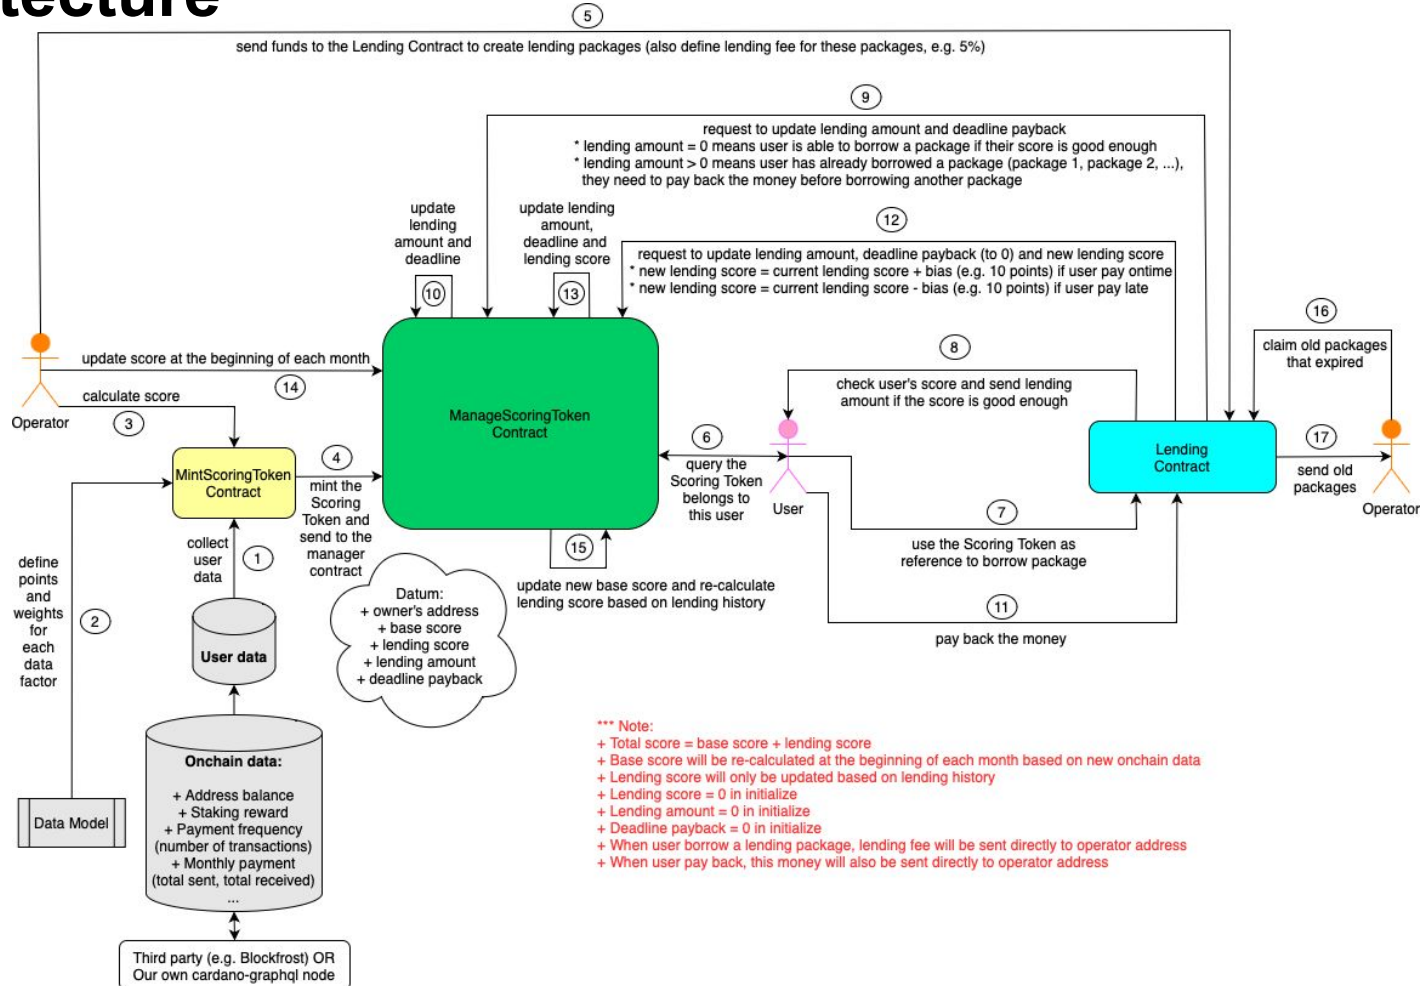 tecture
5
send funds to the Lending Contract to create lending packages (also define lending fee for these packages, e.g. 5%)
9
request to update lending amount and deadline payback
* lending amount = 0 means user is able to borrow a package if their score is good enough
* lending amount > 0 means user has already borrowed a package (package 1, package 2, ...),
they need to pay back the money before borrowing another package
update
lending
amount and
deadline
10
update lending
amount,
deadline and
lending score
13
12
request to update lending amount, deadline payback (to 0) and new lending score
* new lending score = current lending score + bias (e.g. 10 points) if user pay ontime
* new lending score = current lending score - bias (e.g. 10 points) if user pay late
16
claim old packages
that expired
8
check user's score and send lending
amount if the score is good enough
update score at the beginning of each month
14
calculate score
3
Operator
ManageScoringToken
Contract
MintScoringToken
Contract
4
mint the
Scoring
Token and
send to the
manager
contract
6
query the
Scoring Token
belongs to
this user
User
Lending
Contract
17
send old
packages
Operator
7
use the Scoring Token as
reference to borrow package
11
pay back the money
15
update new base score and re-calculate
lending score based on lending history
collect
user
data
1
define
points
and
weights
for
each
data
factor
2
Datum:
+ owner's address
+ base score
+ lending score
+ lending amount
+ deadline payback
User data
Onchain data:
+ Address balance
+ Staking reward
+ Payment frequency
(number of transactions)
+ Monthly payment
(total sent, total received)
...
Data Model
Third party (e.g. Blockfrost) OR
Our own cardano-graphql node
*** Note:
+ Total score = base score + lending score
+ Base score will be re-calculated at the beginning of each month based on new onchain data
+ Lending score will only be updated based on lending history
+ Lending score = 0 in initialize
+ Lending amount = 0 in initialize
+ Deadline payback = 0 in initialize
+ When user borrow a lending package, lending fee will be sent directly to operator address
+ When user pay back, this money will also be sent directly to operator address